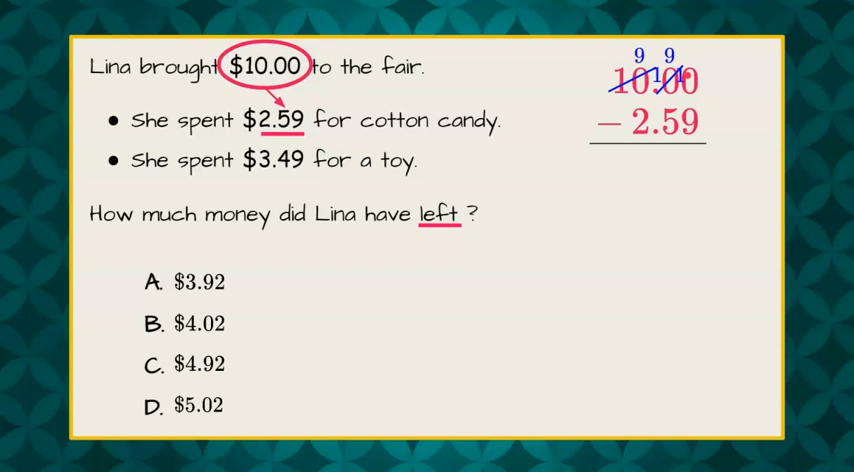 Lina brought $10.00 to the fair.
● She spent $2.59 for cotton candy.
● She spent $3.49 for a toy.
How much money did Lina have left ?
A. $3.92
B. $4.02
C. $4.92
D. $5.02
9 9
10.00
1 1
− 2.59